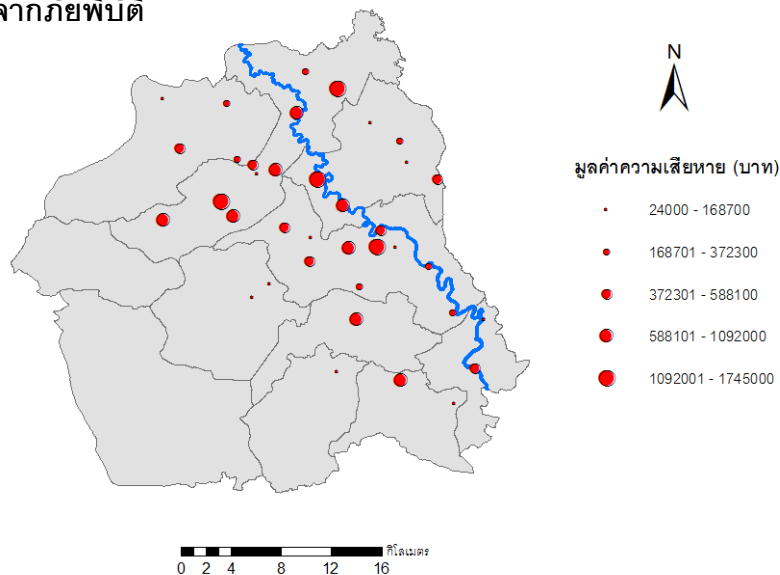 จากภัยพิบัติ
N
มูลค่าความเสียหาย (บาท)
24000 - 168700
168701 - 372300
372301 - 588100
588101 - 1092000
1092001 - 1745000
กิโลเมตร
0 2 4 8 12 16